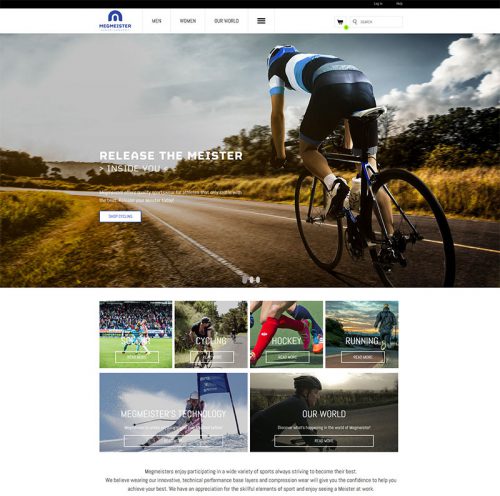 Log In
Help
MEGMEISTER
MEN
WOMEN
OUR WORLD
SEARCH
RELEASE THE MEISTER
> INSIDE YOU <
SHOP CYCLING
SOCCER
CYCLING
HOCKEY
RUNNING
READ MORE
READ MORE
READ MORE
READ MORE
MEGMEISTER'S TECHNOLOGY
OUR WORLD
Discover what's happening in the world of Megmeister!
READ MORE
READ MORE
Megmeisters enjoy participating in a wide variety of sports always striving to become their best.
We believe wearing our innovative, technical performance base layers and compression wear will give you the confidence to help you
achieve your best. We have an appreciation for the skillful elements of sport and enjoy seeing a Meister at work.